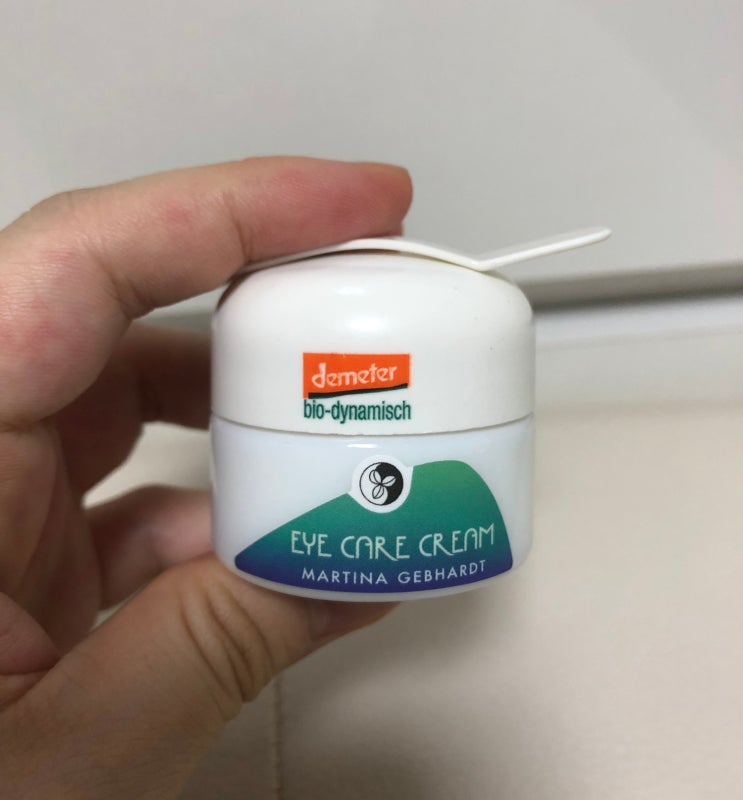 demeter
bio-dynamisch
EYE CARE CREAM
MARTINA GEBHARDT